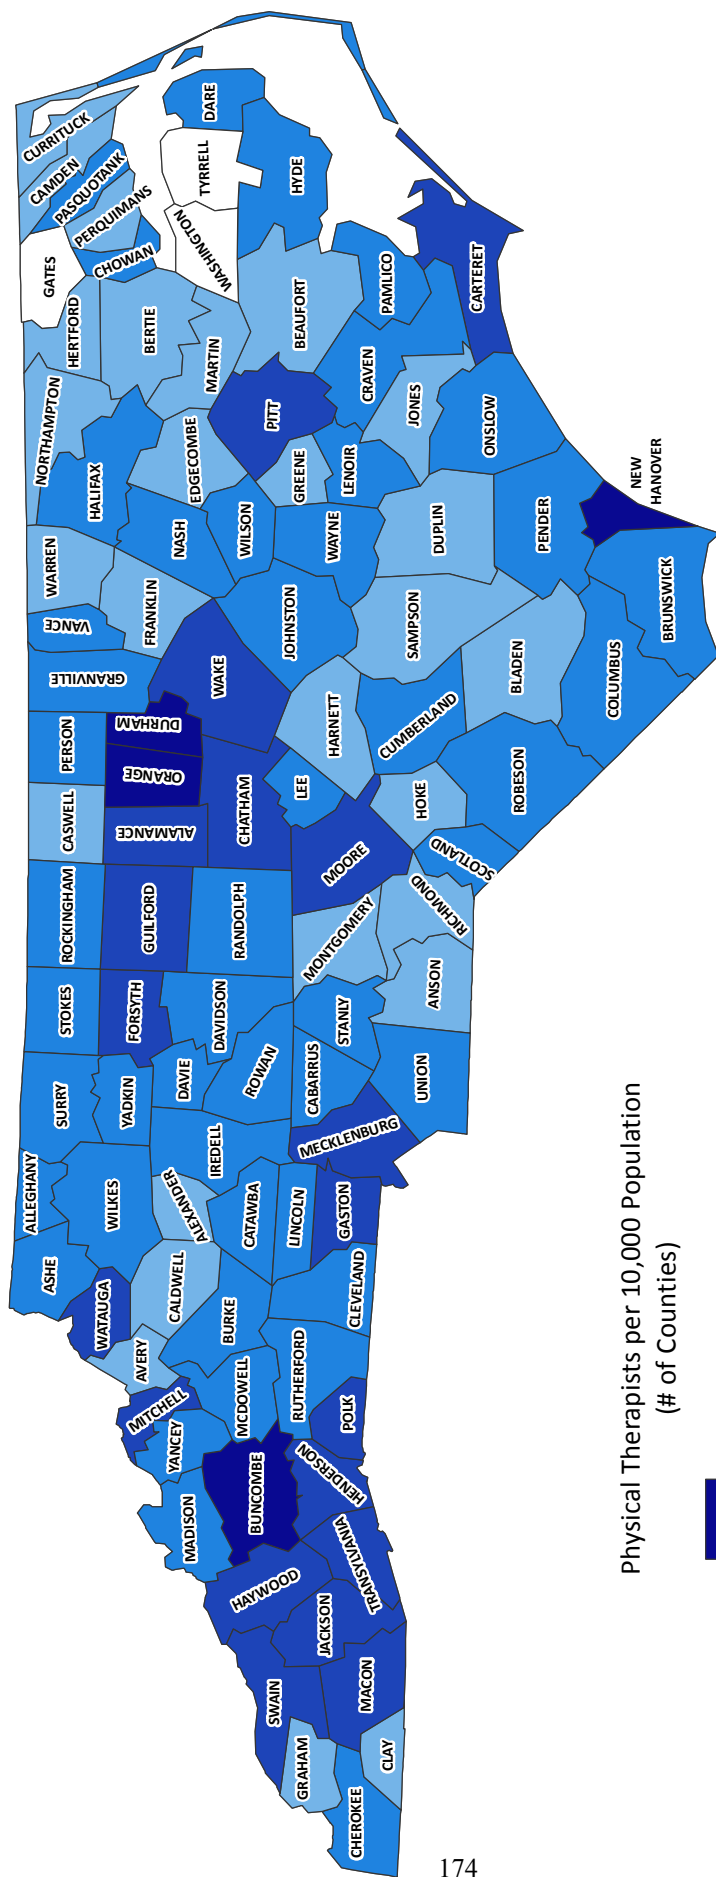 CURRITUCK
CAMDEN
PASQUOTANK
PERQUIMANS
GATES
CHOWAN
HERTFORD
BERTIE
NORTHAMPTON
HALIFAX
MARTIN
WASHINGTON
TYRRELL
DARE
HYDE
BEAUFORT
PITT
EDGECOMBE
NASH
WARREN
VANCE
FRANKLIN
GRANVILLE
WILSON
GREENE
LENOIR
CRAVEN
PAMLICO
CARTERET
JONES
ONSLOW
WAYNE
DUPLIN
PENDER
NEW
HANOVER
BRUNSWICK
COLUMBUS
BLADEN
SAMPSON
JOHNSTON
WAKE
DURHAM
PERSON
ORANGE
CASWELL
ALAMANCE
CHATHAM
LEE
HARNETT
CUMBERLAND
ROBESON
HOKE
SCOTLAND
MOORE
RICHMOND
MONTGOMERY
ANSON
RANDOLPH
GUILFORD
ROCKINGHAM
STOKES
FORSYTH
DAVIDSON
STANLY
UNION
CABARRUS
ROWAN
DAVIE
YADKIN
SURRY
MECKLENBURG
IREDELL
WILKES
ALLEGHANY
ASHE
ALEXANDER
CATAWBA
LINCOLN
GASTON
CLEVELAND
CALDWELL
WATAUGA
AVERY
BURKE
RUTHERFORD
MCDOWELL
MITCHELL
YANCEY
POLK
BUNCOMBE
MADISON
HENDERSON
TRANSYLVANIA
HAYWOOD
JACKSON
SWAIN
MACON
GRAHAM
CLAY
CHEROKEE
Physical Therapists per 10,000 Population
(# of Counties)
174